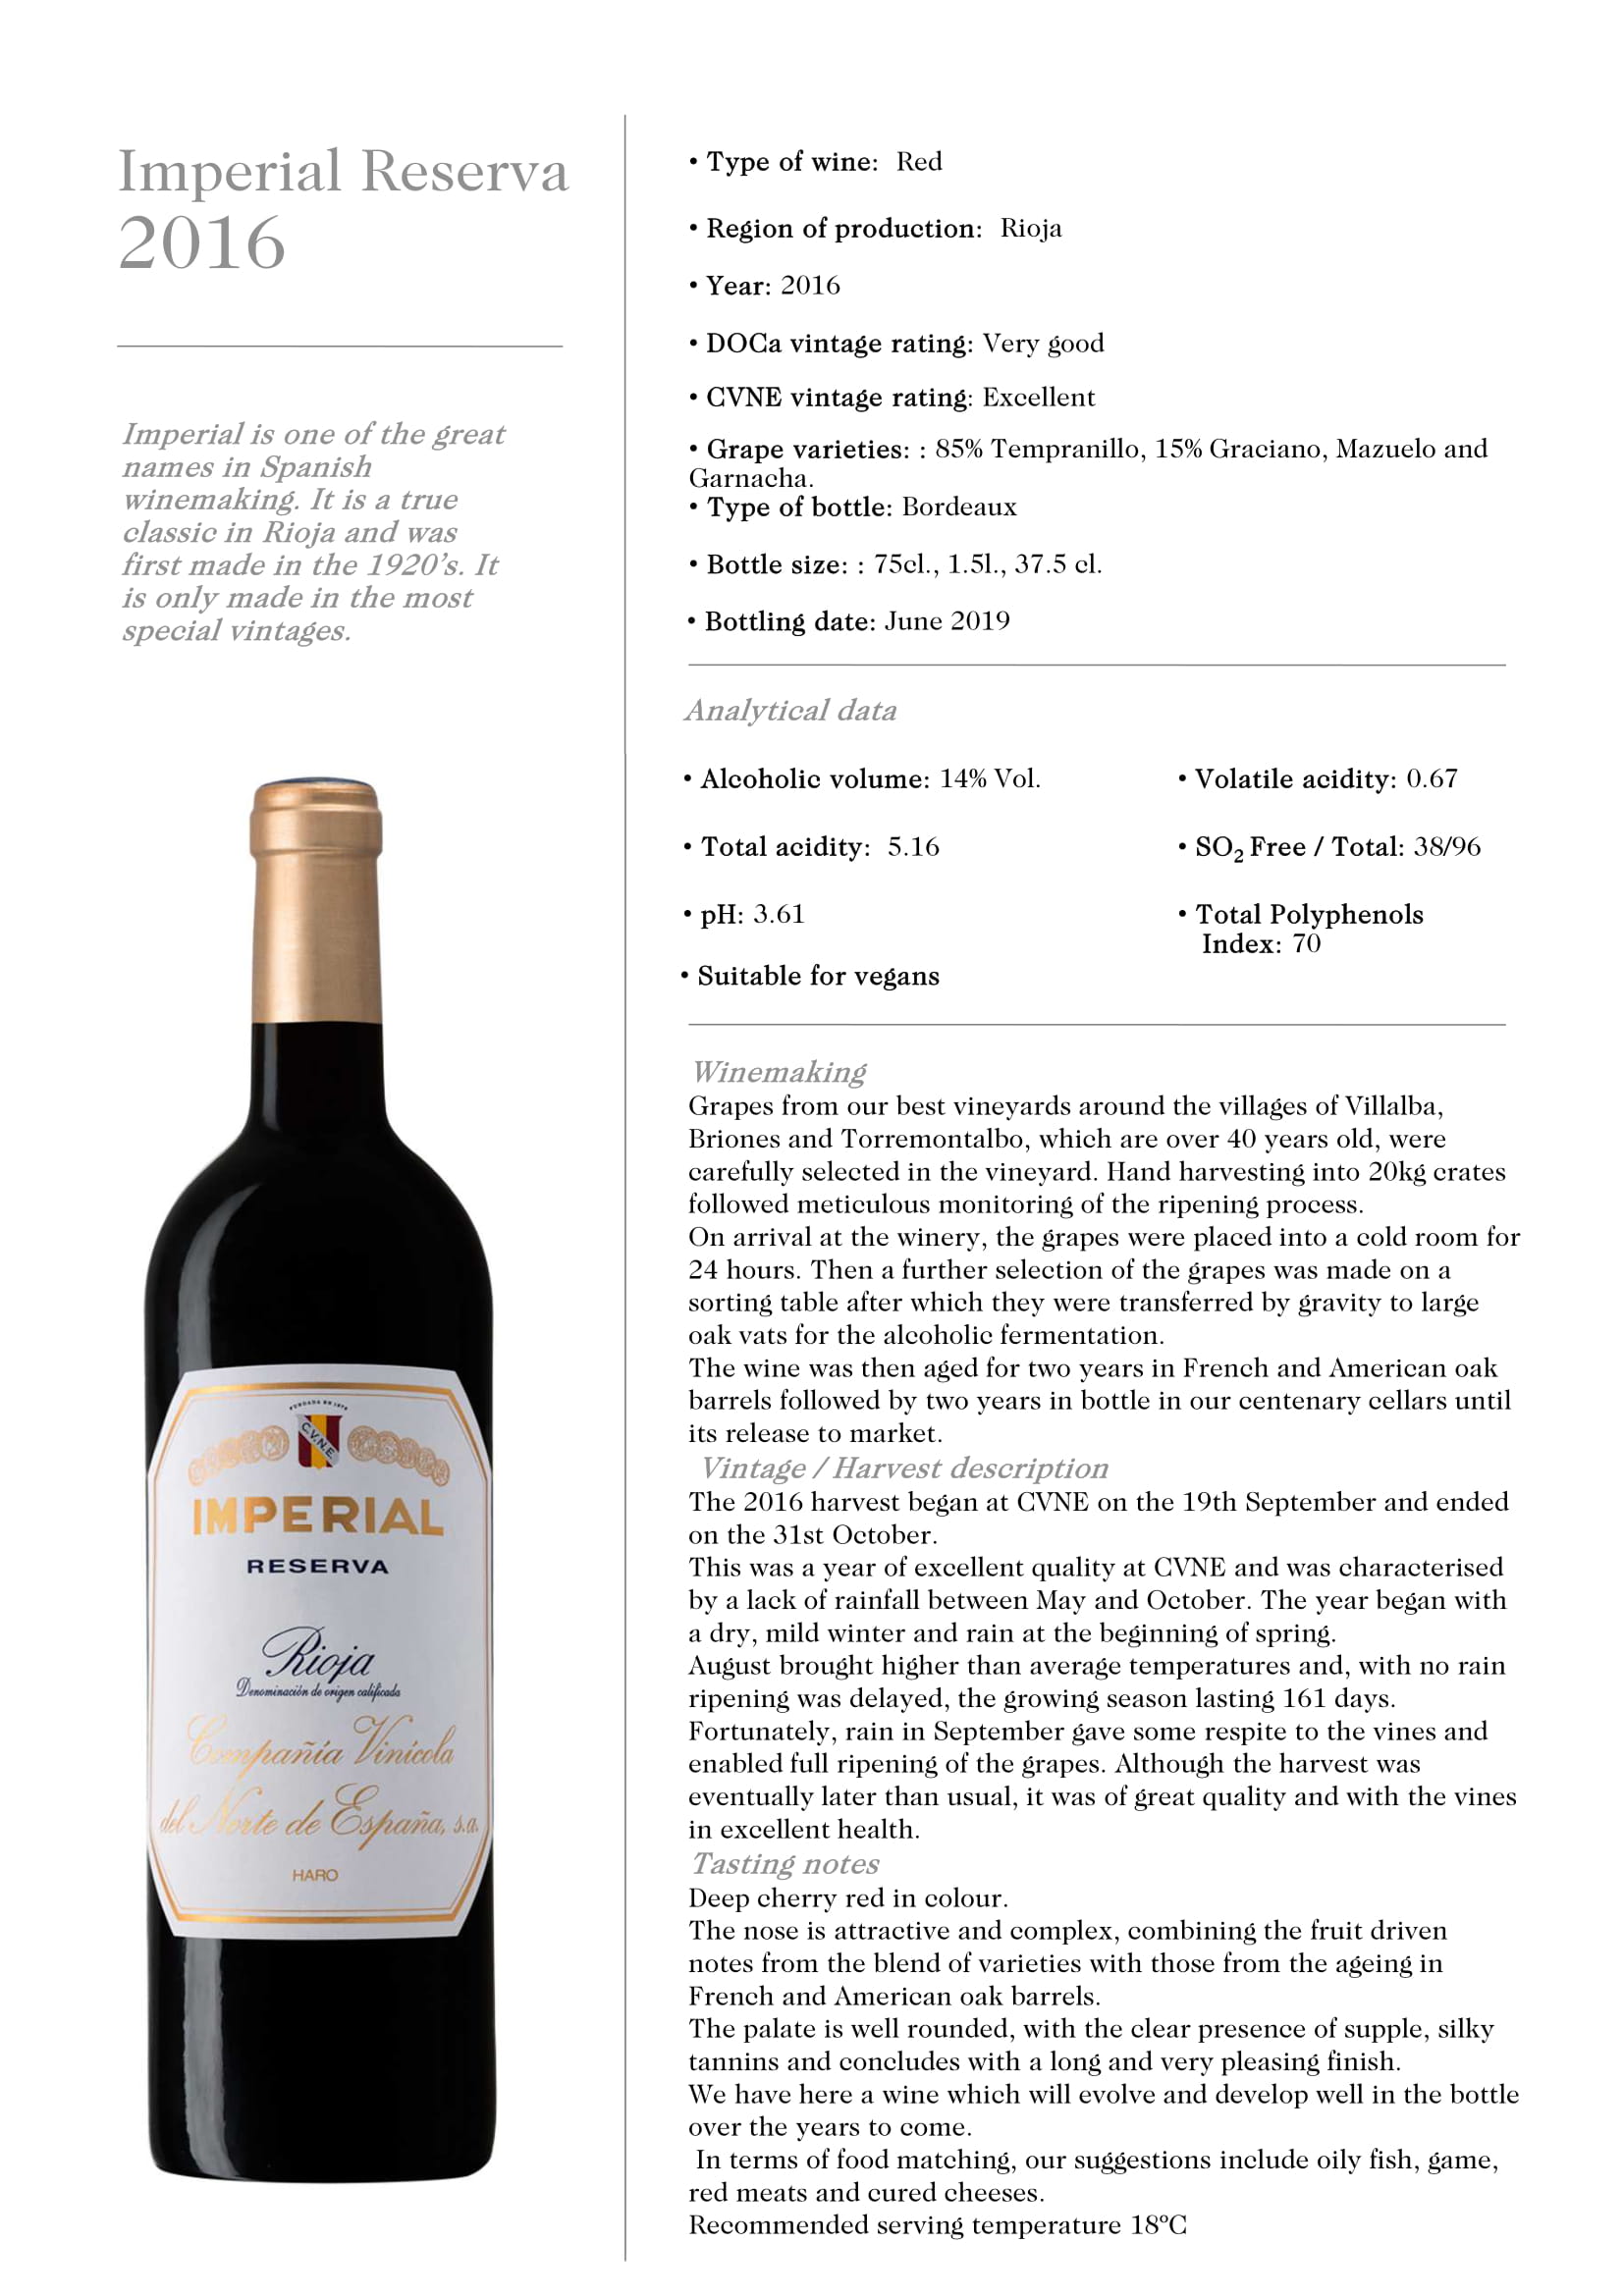 Imperial Reserva
2016
Imperial is one of the great
names in Spanish
winemaking. It is a true
classic in Rioja and was
first made in the 1920’s. It
is only made in the most
special vintages.
FUNDADA EN 1879
C.V.N.E.
IMPERIAL
RESERVA
Rioja
Denominación de origen calificada
Compañía Vinícola
del Norte de España, s.a.
HARO
• Type of wine:  Red
• Region of production:  Rioja
• Year: 2016
• DOCa vintage rating: Very good
• CVNE vintage rating: Excellent
• Grape varieties: : 85% Tempranillo, 15% Graciano, Mazuelo and
Garnacha.
• Type of bottle: Bordeaux
• Bottle size: : 75cl., 1.5l., 37.5 cl.
• Bottling date: June 2019
Analytical data
• Alcoholic volume: 14% Vol.
• Total acidity:  5.16
• pH: 3.61
• Suitable for vegans
• Volatile acidity: 0.67
• SO₂ Free / Total: 38/96
• Total Polyphenols
Index: 70
Winemaking
Grapes from our best vineyards around the villages of Villalba,
Briones and Torremontalbo, which are over 40 years old, were
carefully selected in the vineyard. Hand harvesting into 20kg crates
followed meticulous monitoring of the ripening process.
On arrival at the winery, the grapes were placed into a cold room for
24 hours. Then a further selection of the grapes was made on a
sorting table after which they were transferred by gravity to large
oak vats for the alcoholic fermentation.
The wine was then aged for two years in French and American oak
barrels followed by two years in bottle in our centenary cellars until
its release to market.
Vintage / Harvest description
The 2016 harvest began at CVNE on the 19th September and ended
on the 31st October.
This was a year of excellent quality at CVNE and was characterised
by a lack of rainfall between May and October. The year began with
a dry, mild winter and rain at the beginning of spring.
August brought higher than average temperatures and, with no rain
ripening was delayed, the growing season lasting 161 days.
Fortunately, rain in September gave some respite to the vines and
enabled full ripening of the grapes. Although the harvest was
eventually later than usual, it was of great quality and with the vines
in excellent health.
Tasting notes
Deep cherry red in colour.
The nose is attractive and complex, combining the fruit driven
notes from the blend of varieties with those from the ageing in
French and American oak barrels.
The palate is well rounded, with the clear presence of supple, silky
tannins and concludes with a long and very pleasing finish.
We have here a wine which will evolve and develop well in the bottle
over the years to come.
In terms of food matching, our suggestions include oily fish, game,
red meats and cured cheeses.
Recommended serving temperature 18ºC